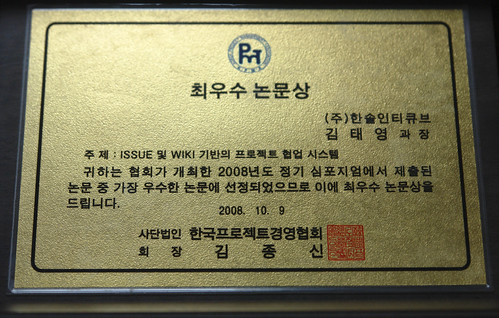 PM
최우수 논문상
(주)한솔인티큐브
김태영 과장
주 제 : ISSUE 및 WIKI 기반의 프로젝트 협업 시스템
귀하는 협회가 개최한 2008년도 정기 심포지엄에서 제출된
논문 중 가장 우수한 논문에 선정되었으므로 이에 최우수 논문상을
드립니다.
2008. 10. 9
사단법인 한국프로젝트경영협회
회 장 김 종 신